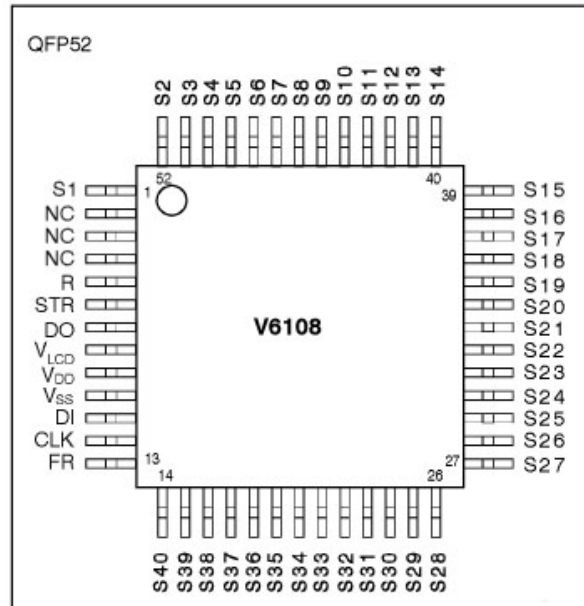 QFP52
S2 S3 S4 S5 S6 S7 S8 S9 S10 S11 S12 S13 S14
52 40
1 39
S1
NC
NC
NC
R
STR
DO
VLCD
VDD
VSS
DI
CLK
FR
V6108
S15
S16
S17
S18
S19
S20
S21
S22
S23
S24
S25
S26
S27
13 27
14 26
S40 S39 S38 S37 S36 S35 S34 S33 S32 S31 S30 S29 S28